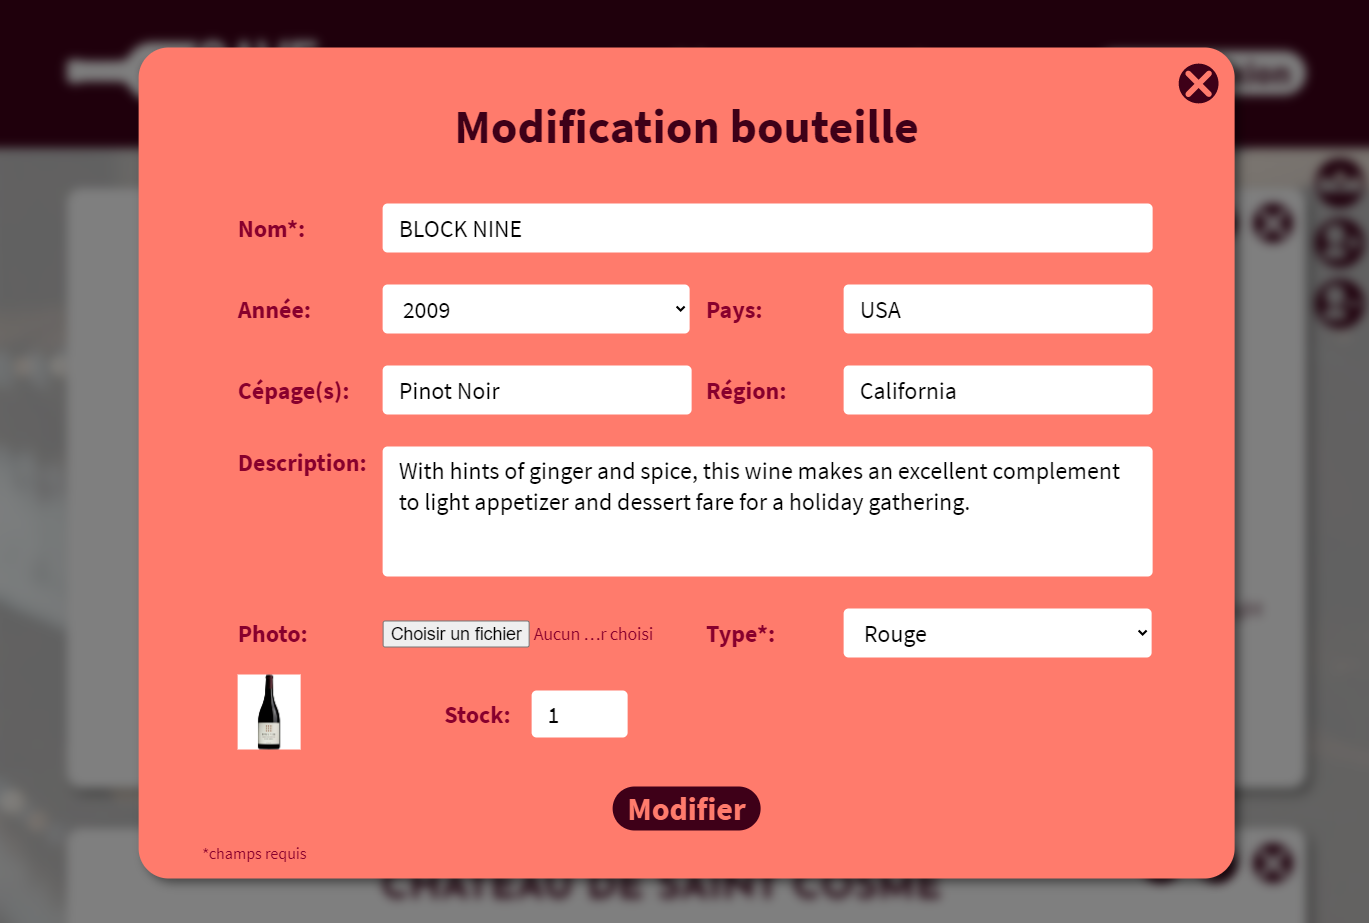 Modification bouteille
Nom*: BLOCK NINE
Année: 2009 Pays: USA
Cépage(s): Pinot Noir Région: California
Description: With hints of ginger and spice, this wine makes an excellent complement
to light appetizer and dessert fare for a holiday gathering.
Photo: Choisir un fichier Aucun …r choisi Type*: Rouge
Stock: 1
Modifier
*champs requis
CHATEAU DE SAINT COSME